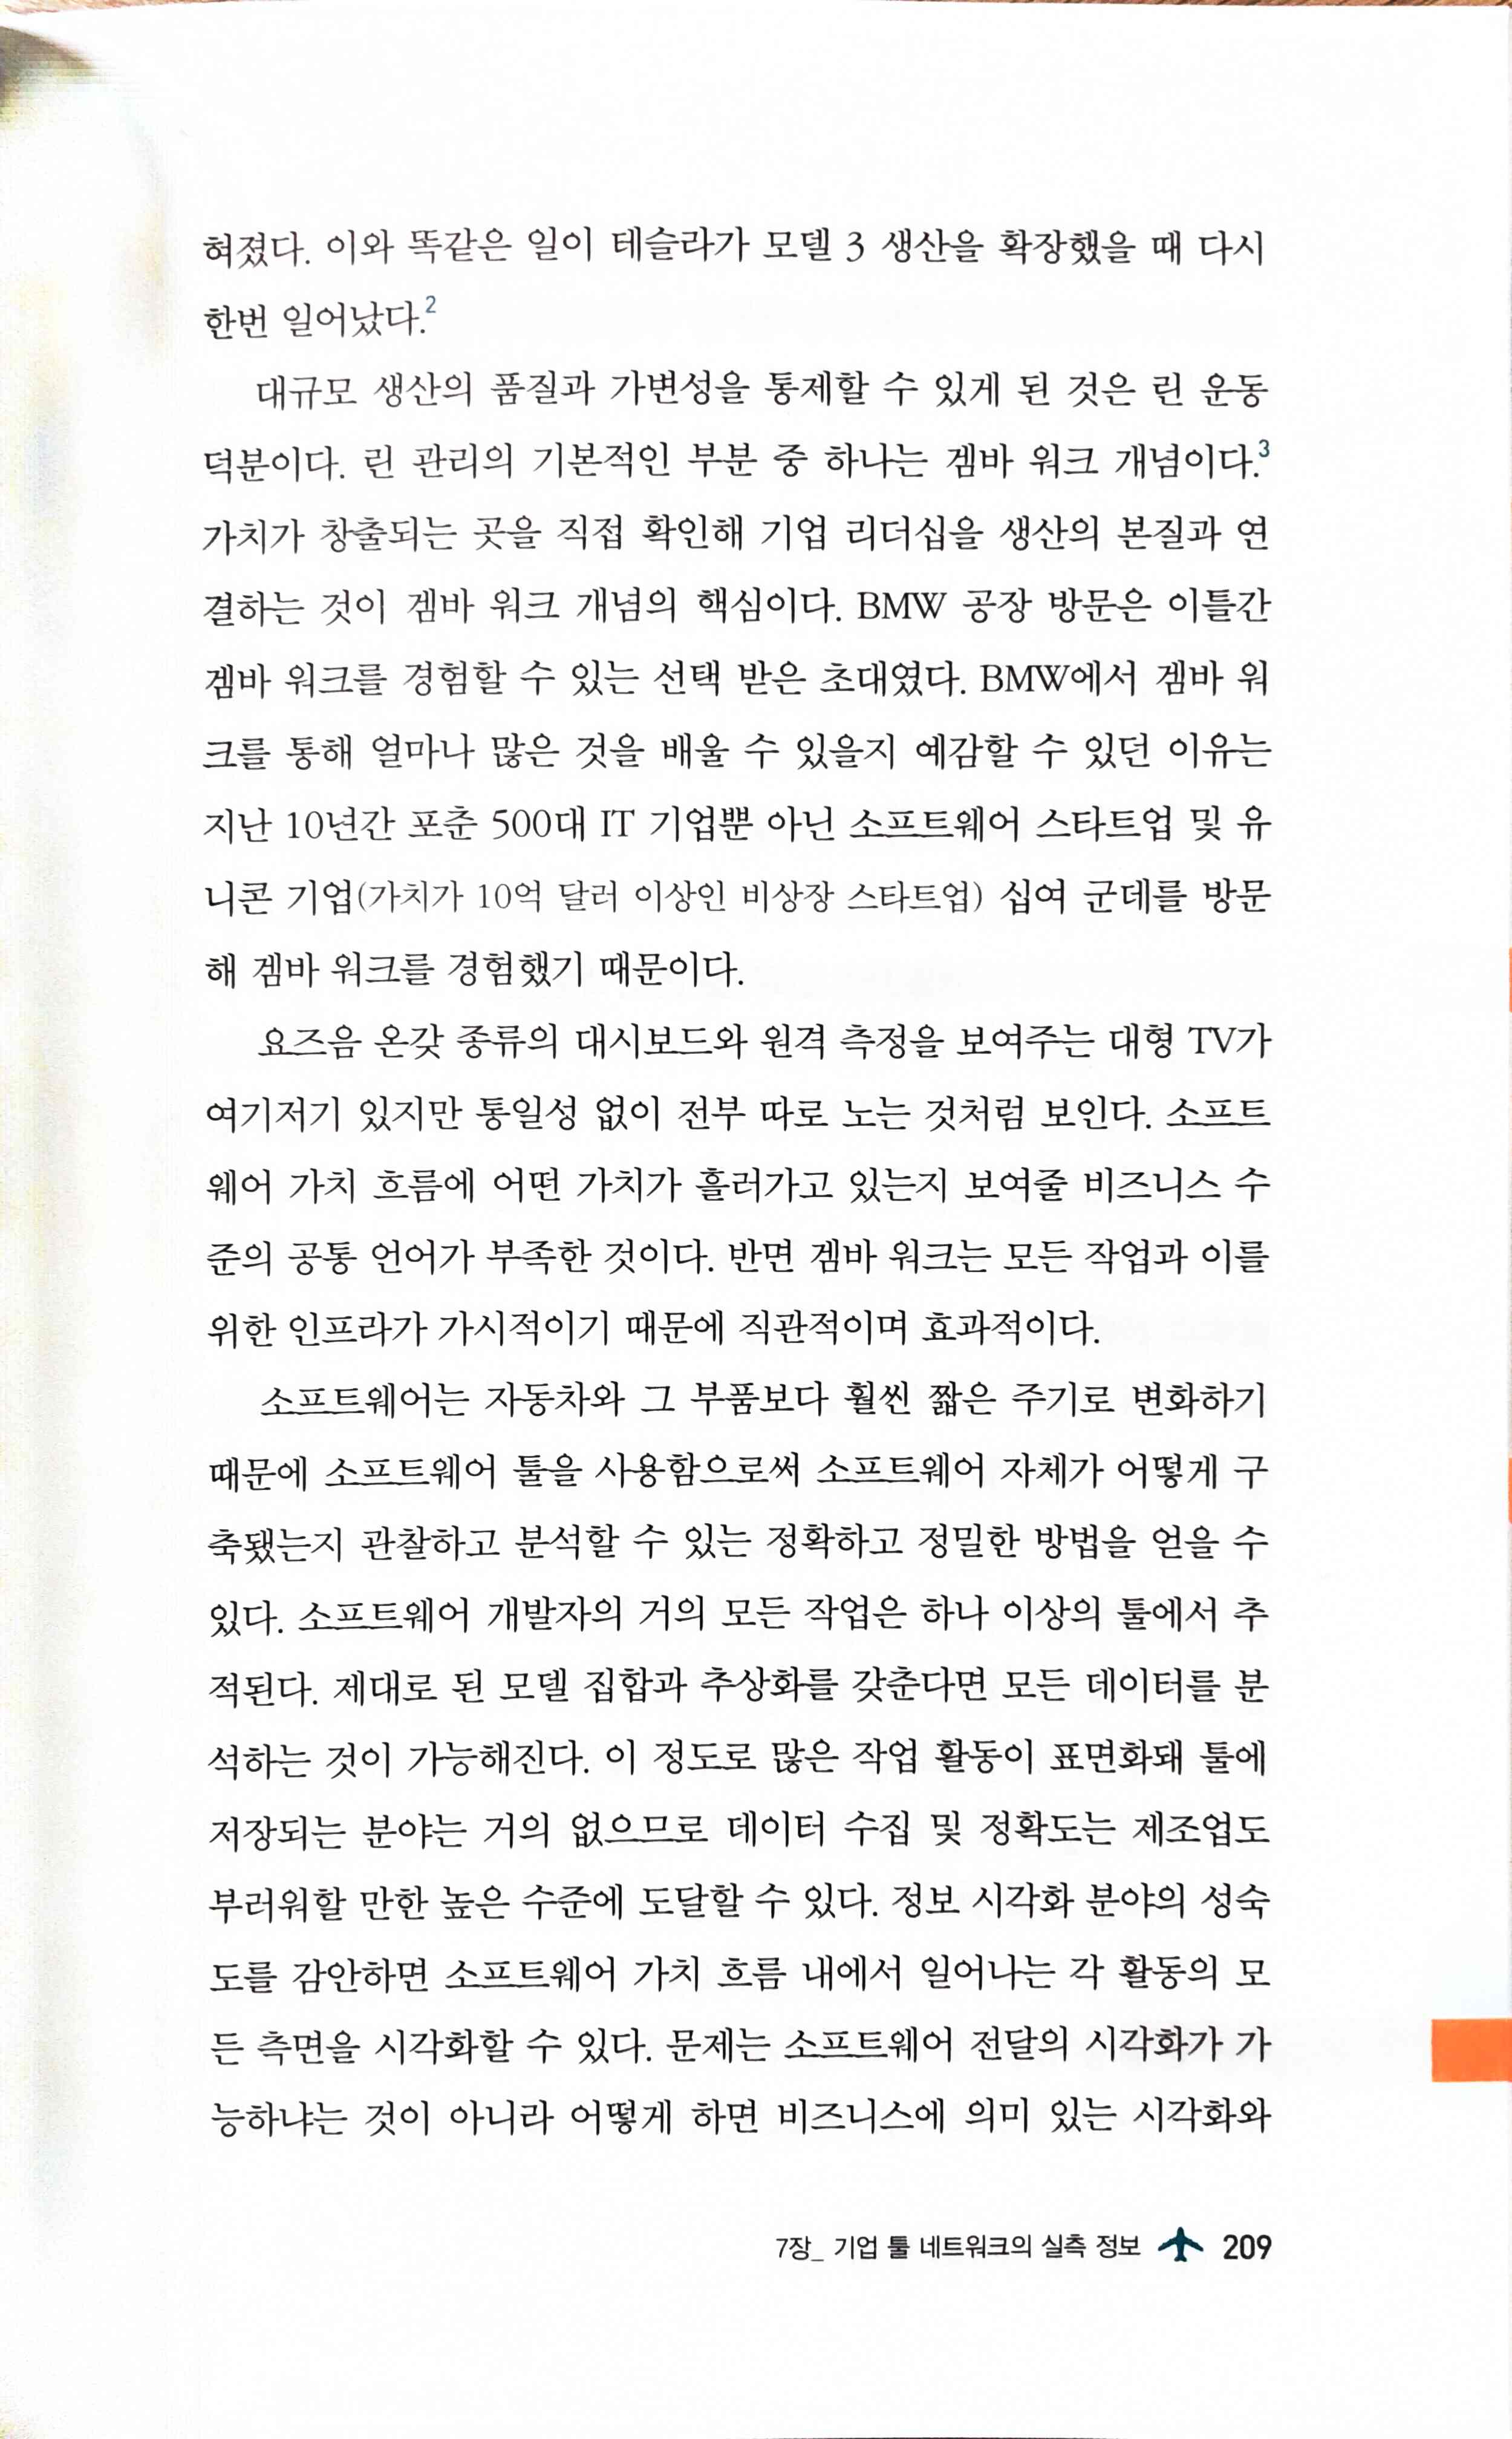 혀졌다. 이와 똑같은 일이 테슬라가 모델 3 생산을 확장했을 때 다시
한번 일어났다.2
대규모 생산의 품질과 가변성을 통제할 수 있게 된 것은 린 운동
덕분이다. 린 관리의 기본적인 부분 중 하나는 겜바 워크 개념이다.3
가치가 창출되는 곳을 직접 확인해 기업 리더십을 생산의 본질과 연
결하는 것이 겜바 워크 개념의 핵심이다. BMW 공장 방문은 이틀간
겜바 워크를 경험할 수 있는 선택 받은 초대였다. BMW에서 겜바 워
크를 통해 얼마나 많은 것을 배울 수 있을지 예감할 수 있던 이유는
지난 10년간 포춘 500대 IT 기업뿐 아닌 소프트웨어 스타트업 및 유
니콘 기업(가치가 10억 달러 이상인 비상장 스타트업) 십여 군데를 방문
해 겜바 워크를 경험했기 때문이다.
요즈음 온갖 종류의 대시보드와 원격 측정을 보여주는 대형 TV가
여기저기 있지만 통일성 없이 전부 따로 노는 것처럼 보인다. 소프트
웨어 가치 흐름에 어떤 가치가 흘러가고 있는지 보여줄 비즈니스 수
준의 공통 언어가 부족한 것이다. 반면 겜바 워크는 모든 작업과 이를
위한 인프라가 가시적이기 때문에 직관적이며 효과적이다.
소프트웨어는 자동차와 그 부품보다 훨씬 짧은 주기로 변화하기
때문에 소프트웨어 툴을 사용함으로써 소프트웨어 자체가 어떻게 구
축됐는지 관찰하고 분석할 수 있는 정확하고 정밀한 방법을 얻을 수
있다. 소프트웨어 개발자의 거의 모든 작업은 하나 이상의 툴에서 추
적된다. 제대로 된 모델 집합과 추상화를 갖춘다면 모든 데이터를 분
석하는 것이 가능해진다. 이 정도로 많은 작업 활동이 표면화돼 툴에
저장되는 분야는 거의 없으므로 데이터 수집 및 정확도는 제조업도
부러워할 만한 높은 수준에 도달할 수 있다. 정보 시각화 분야의 성숙
도를 감안하면 소프트웨어 가치 흐름 내에서 일어나는 각 활동의 모
든 측면을 시각화할 수 있다. 문제는 소프트웨어 전달의 시각화가 가
능하냐는 것이 아니라 어떻게 하면 비즈니스에 의미 있는 시각화와
7장_ 기업 툴 네트워크의 실측 정보 209